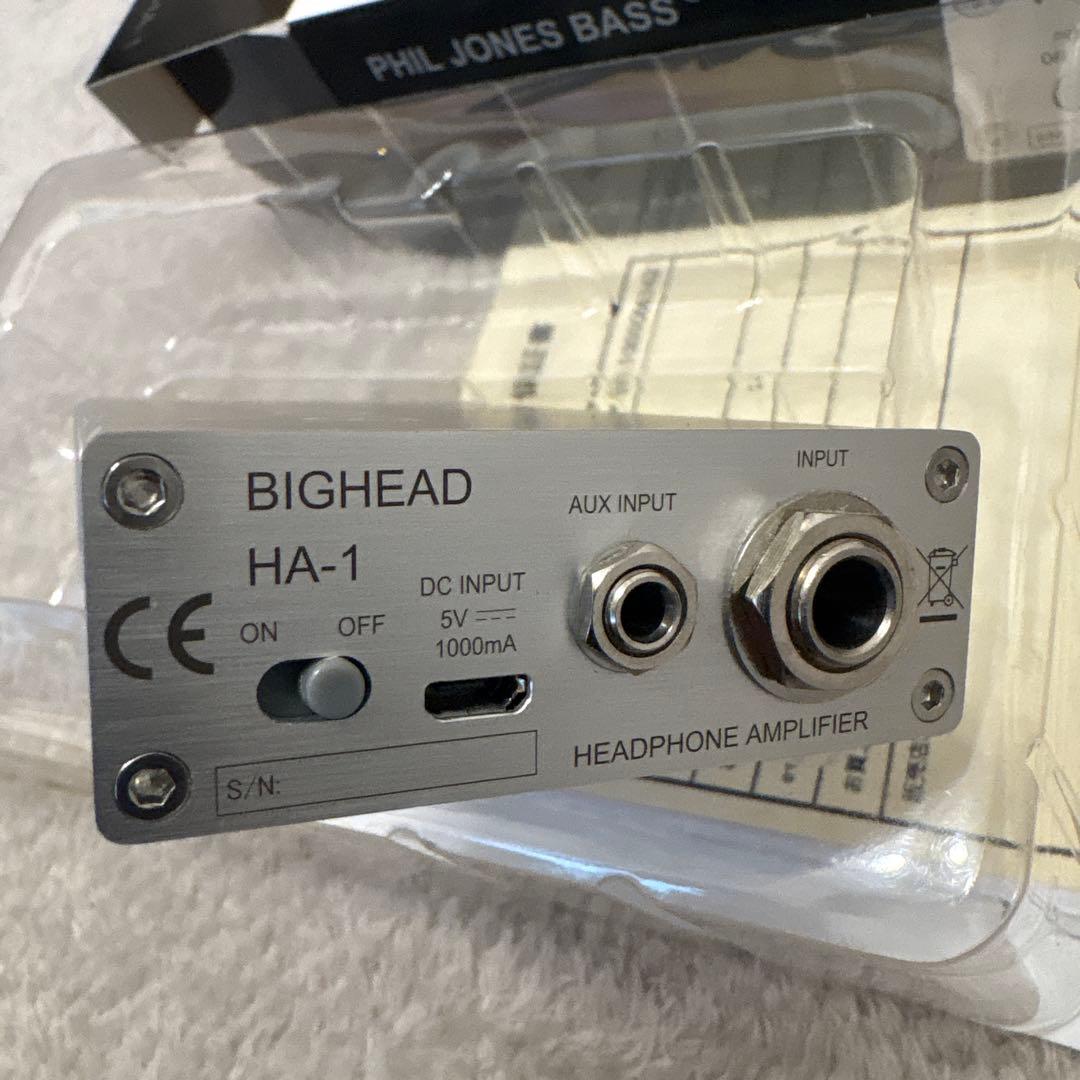 PHIL JONES BASS
BIGHEAD
HA-1
ON
OFF
DC INPUT
5V
1000mA
AUX INPUT
INPUT
CE
HEADPHONE AMPLIFIER
S/N: